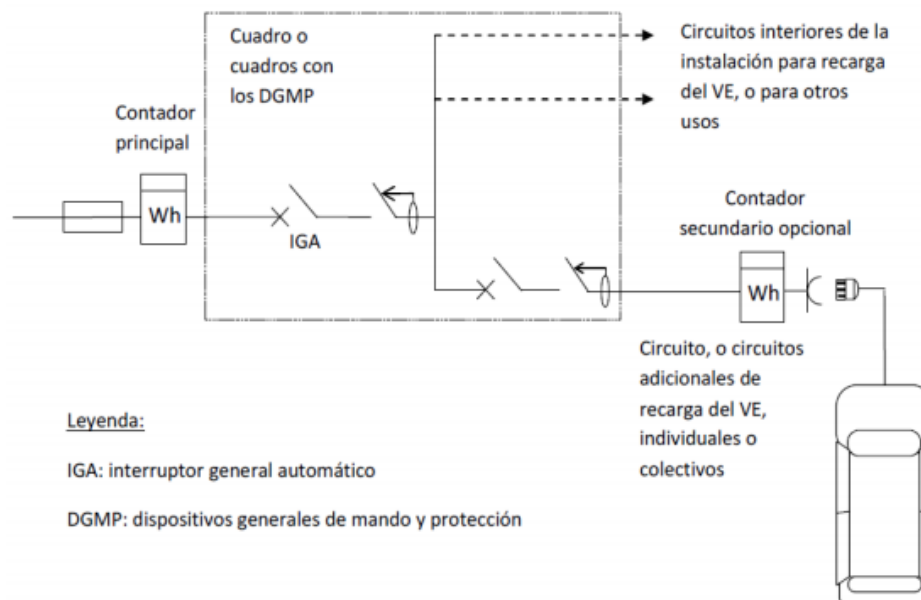 Cuadro o
cuadros con
los DGMP
Circuitos interiores de la
instalación para recarga
del VE, o para otros
usos
Contador
principal
Wh
IGA
Contador
secundario opcional
Wh
Circuito, o circuitos
adicionales de
recarga del VE,
individuales o
colectivos
Leyenda:
IGA: interruptor general automático
DGMP: dispositivos generales de mando y protección